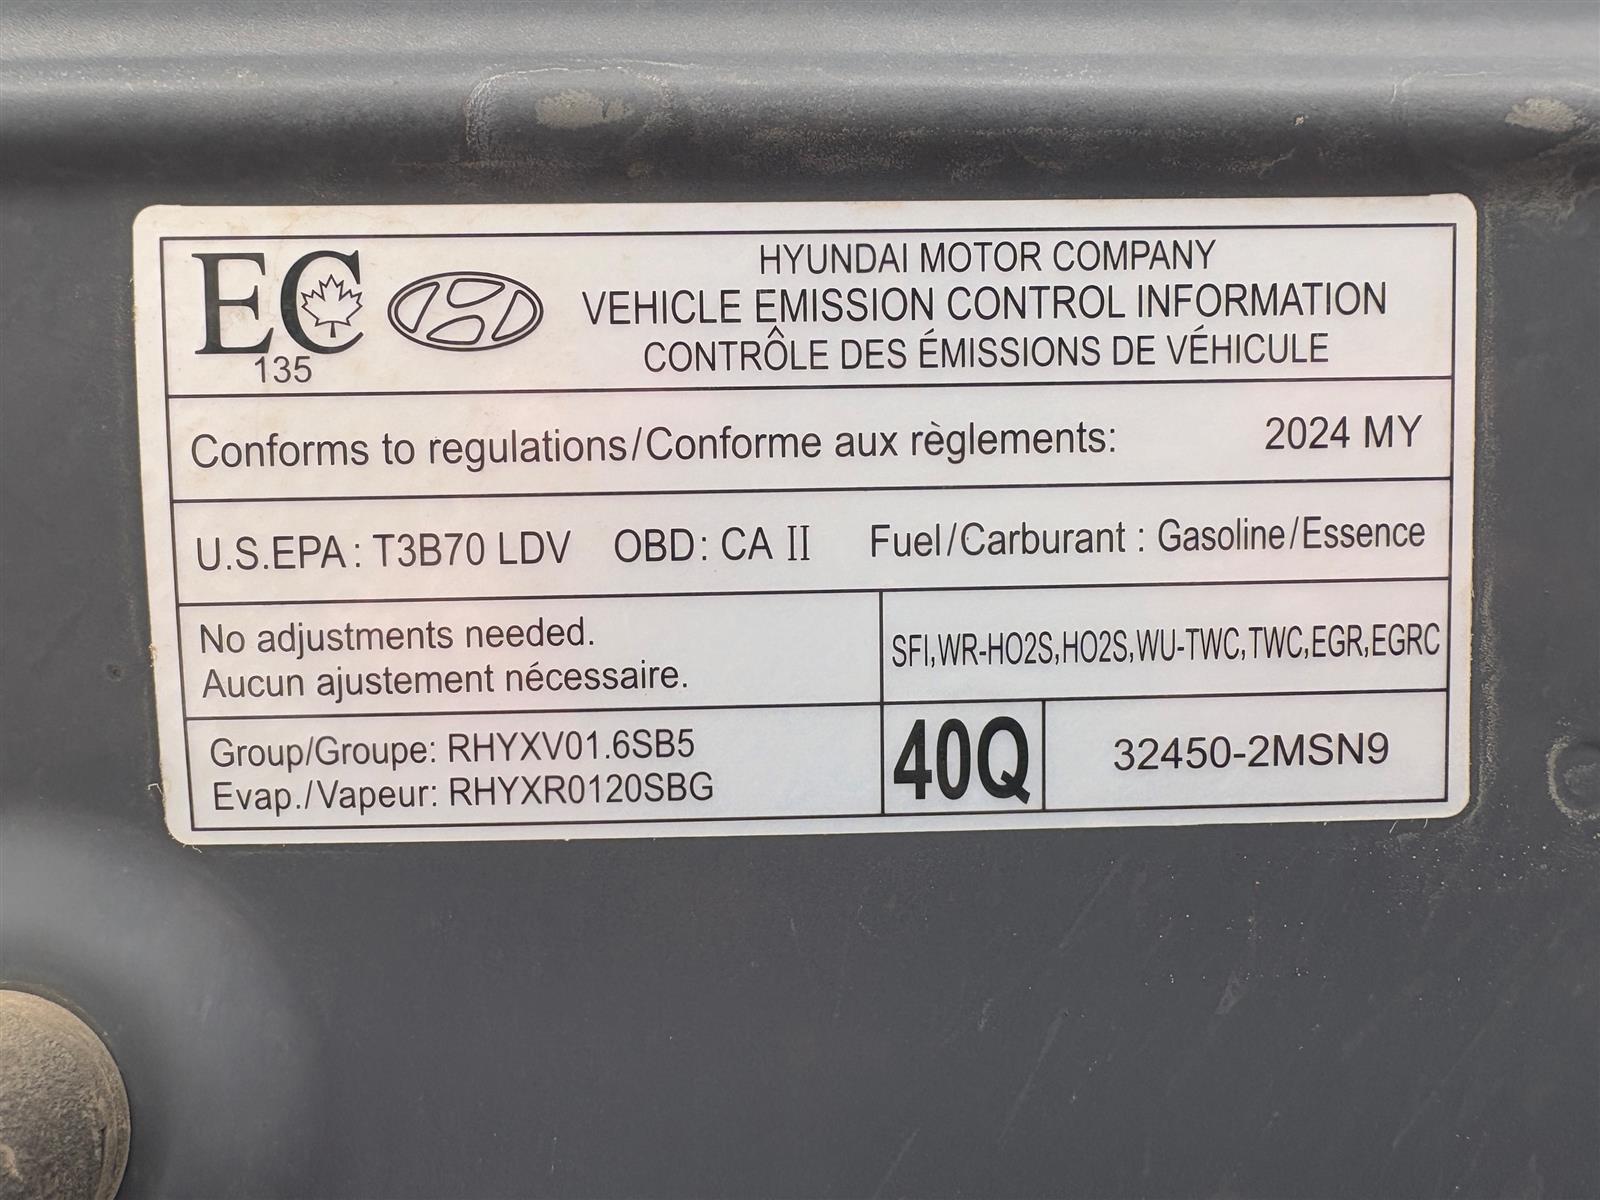 EC
135
HYUNDAI MOTOR COMPANY
VEHICLE EMISSION CONTROL INFORMATION
CONTRÔLE DES ÉMISSIONS DE VÉHICULE
Conforms to regulations/Conforme aux règlements: 2024 MY
U.S.EPA: T3B70 LDV OBD: CA II Fuel/Carburant : Gasoline/Essence
No adjustments needed.
Aucun ajustement nécessaire.
SFI,WR-HO2S,HO2S,WU-TWC,TWC,EGR,EGRC
Group/Groupe: RHYXV01.6SB5
Evap./Vapeur: RHYXR0120SBG
40Q
32450-2MSN9